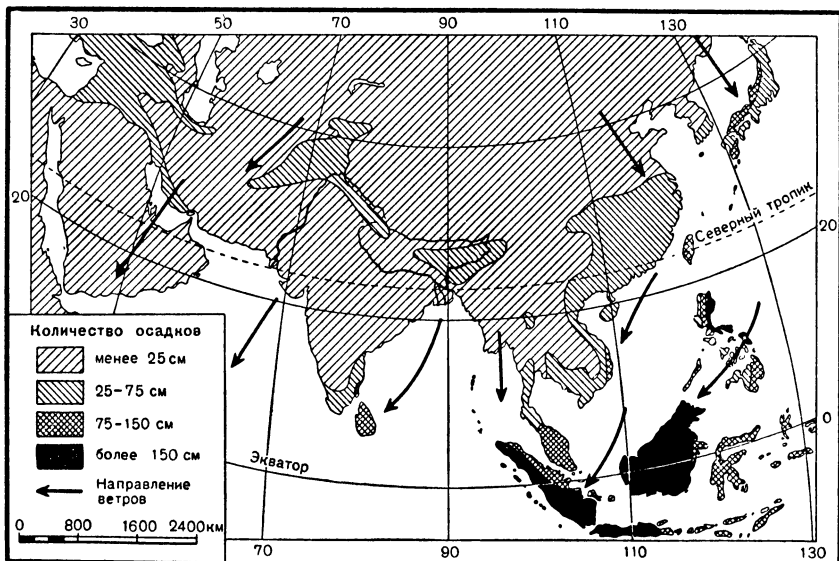 30 50 70 90 110 130
20
Северный тропик
20
Количество осадков
менее 25 см
25–75 см
75–150 см
более 150 см
Направление
ветров
0 800 1600 2400км
Экватор
0
70 90 110 130